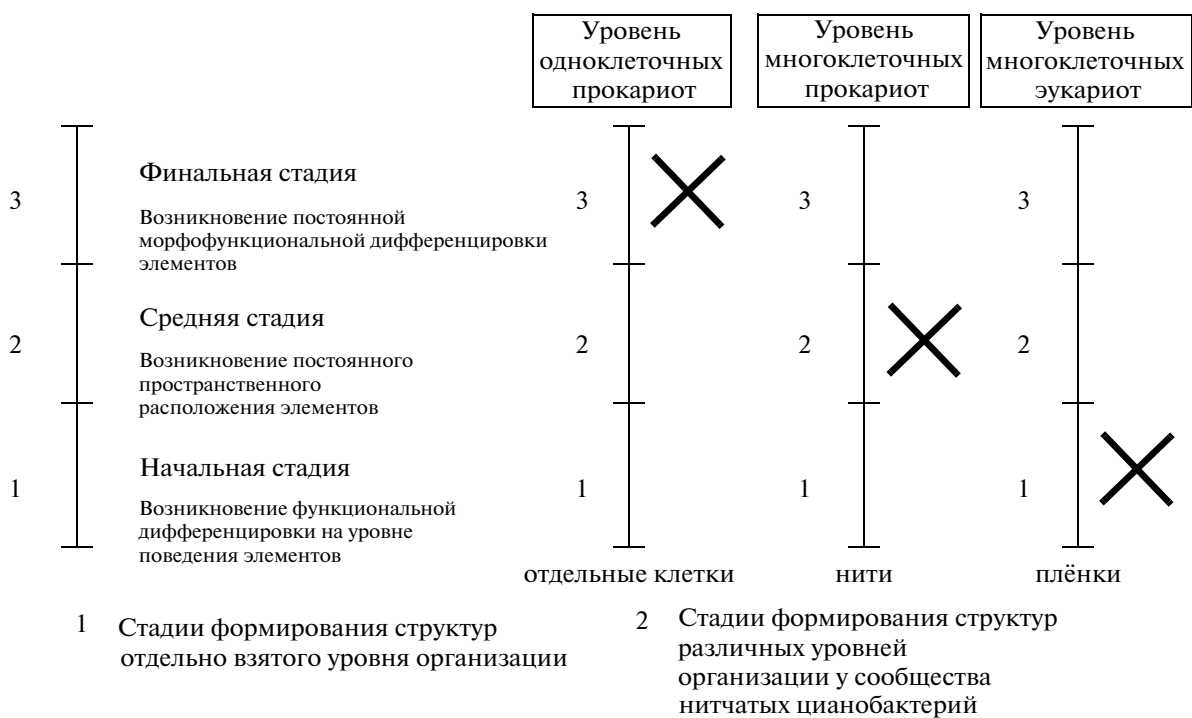 Уровень
одноклеточных
прокариот
Уровень
многоклеточных
прокариот
Уровень
многоклеточных
эукариот
3
Финальная стадия
Возникновение постоянной
морфофункциональной дифференцировки
элементов
2
Средняя стадия
Возникновение постоянного
пространственного
расположения элементов
1
Начальная стадия
Возникновение функциональной
дифференцировки на уровне
поведения элементов
3
2
1
отдельные клетки
3
2
1
нити
3
2
1
плёнки
1 Стадии формирования структур
отдельно взятого уровня организации
2 Стадии формирования структур
различных уровней
организации у сообщества
нитчатых цианобактерий